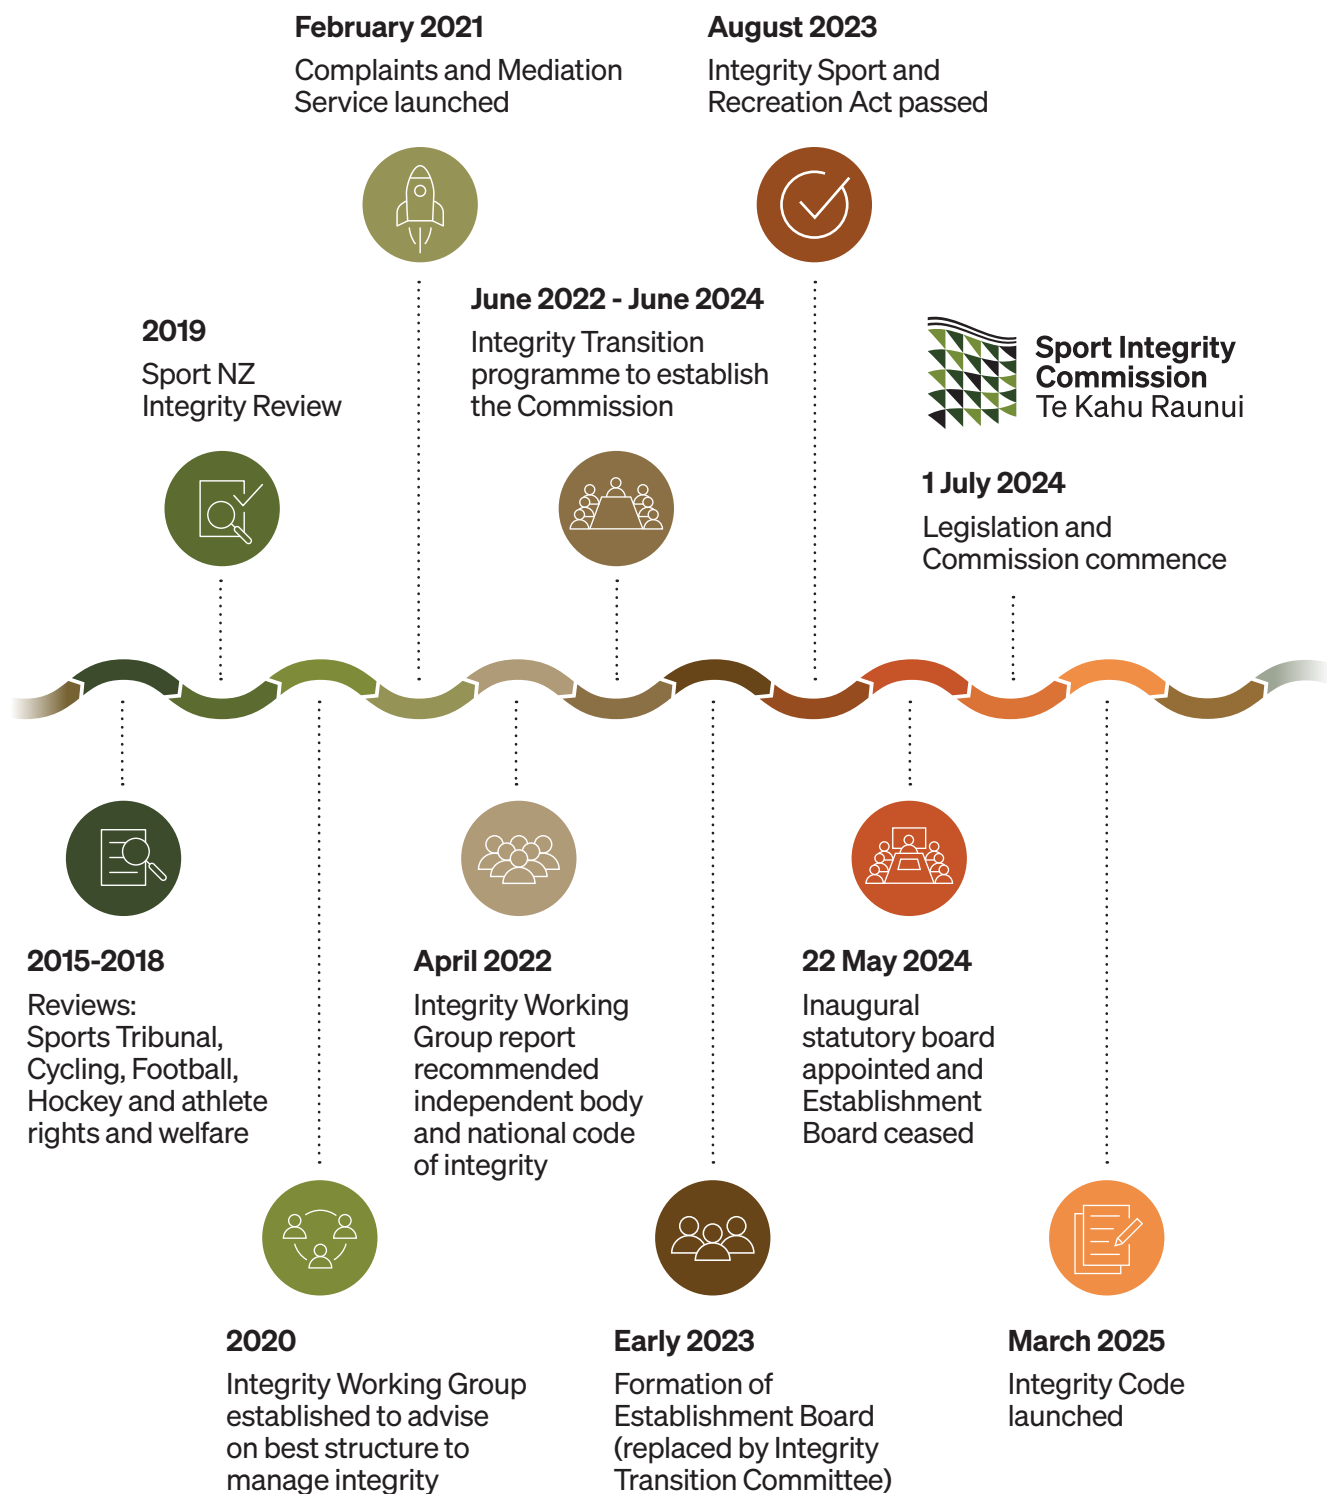 February 2021
Complaints and Mediation
Service launched
August 2023
Integrity Sport and
Recreation Act passed
2019
Sport NZ
Integrity Review
June 2022 - June 2024
Integrity Transition
programme to establish
the Commission
Sport Integrity
Commission
Te Kahu Raunui
1 July 2024
Legislation and
Commission commence
2015-2018
Reviews:
Sports Tribunal,
Cycling, Football,
Hockey and athlete
rights and welfare
April 2022
Integrity Working
Group report
recommended
independent body
and national code
of integrity
22 May 2024
Inaugural
statutory board
appointed and
Establishment
Board ceased
2020
Integrity Working Group
established to advise
on best structure to
manage integrity
Early 2023
Formation of
Establishment Board
(replaced by Integrity
Transition Committee)
March 2025
Integrity Code
launched